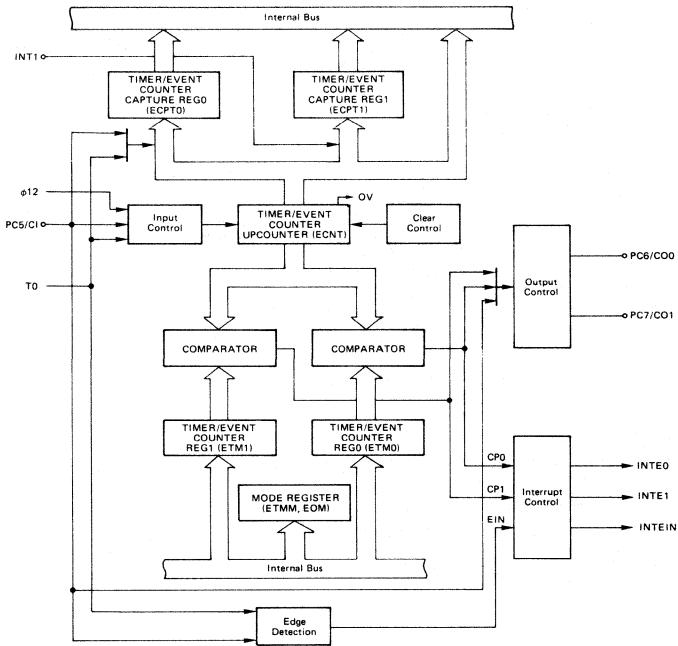 Internal Bus
INT1
TIMER/EVENT
COUNTER
CAPTURE REG0
(ECPT0)
TIMER/EVENT
COUNTER
CAPTURE REG1
(ECPT1)
φ12
PC5/CI
T0
Input
Control
OV
TIMER/EVENT
COUNTER
UPCOUNTER (ECNT)
Clear
Control
Output
Control
PC6/CO0
PC7/CO1
COMPARATOR
COMPARATOR
TIMER/EVENT
COUNTER
REG1 (ETM1)
TIMER/EVENT
COUNTER
REG0 (ETM0)
MODE REGISTER
(ETMM, EOM)
CP0
CP1
EIN
Interrupt
Control
INTE0
INTE1
INTEIN
Internal Bus
Edge
Detection